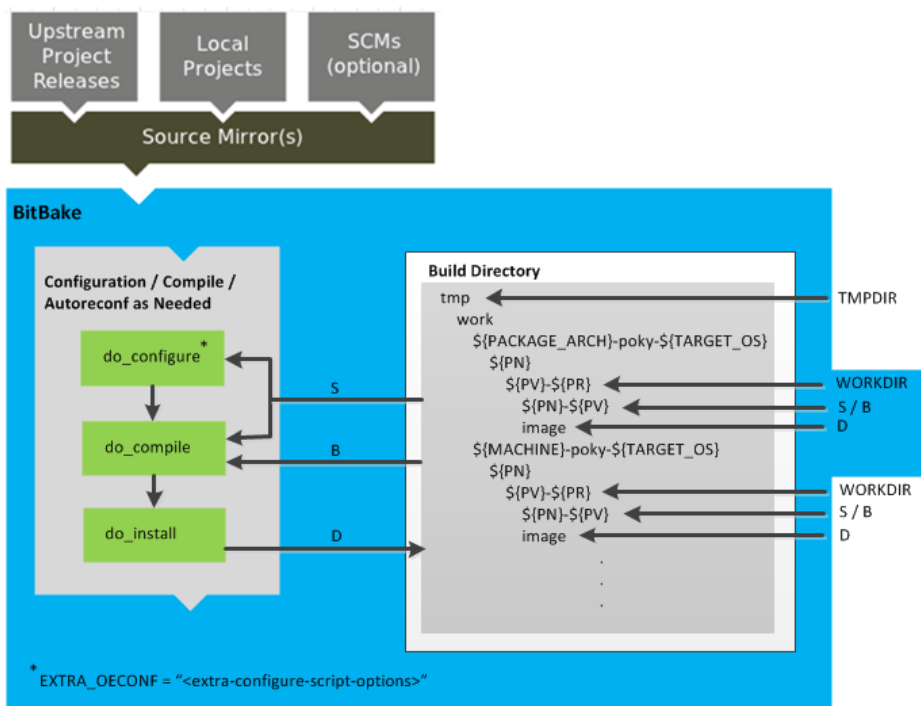 Upstream
Project
Releases
Local
Projects
SCMs
(optional)
Source Mirror(s)
BitBake
Configuration / Compile /
Autoreconf as Needed
do_configure*
do_compile
do_install
S
B
D
Build Directory
tmp
work
${PACKAGE_ARCH}-poky-${TARGET_OS}
${PN}
${PV}-${PR}
${PN}-${PV}
image
${MACHINE}-poky-${TARGET_OS}
${PN}
${PV}-${PR}
${PN}-${PV}
image
.
.
.
TMPDIR
WORKDIR
S / B
D
WORKDIR
S / B
D
*EXTRA_OECONF = “<extra-configure-script-options>”